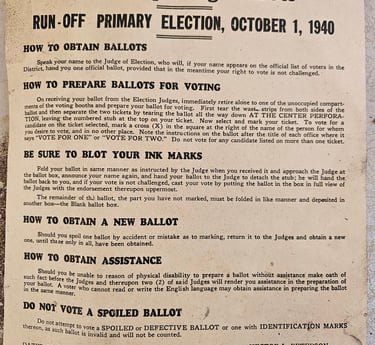 RUN-OFF PRIMARY ELECTION, OCTOBER 1, 1940
HOW TO OBTAIN BALLOTS
Speak your name to the Judge of Election, who will, if your name appears on the official list of voters in the
District, hand you one official ballot, provided that in the meantime your right to vote is not challenged.
HOW TO PREPARE BALLOTS FOR VOTING
On receiving your ballot from the Election Judges, immediately retire alone to one of the unoccupied compart-
ments of the voting booths and prepare your ballot for voting. First tear the waste strips from both sides of the
ballot and then separate the two tickets by tearing the ballot all the way down AT THE CENTER PERFORA-
TION, leaving the numbered stub at the top on your ticket. Now select and mark your ticket. To vote for a
candidate on the ticket selected, mark a cross (X) in the square at the right of the name of the person for whom
you desire to vote, and in no other place. Note the instructions on the ballot after the title of each office where it
says "VOTE FOR ONE" or "VOTE FOR TWO." Do not vote for any candidate listed on more than one ticket.
BE SURE TO BLOT YOUR INK MARKS
Fold your ballot in same manner as instructed by the Judge when you received it and approach the Judge at
the ballot box, announce your name again, and hand your ballot to the Judge to detach the stub; he will hand the
ballot back to you, and if your vote is not challenged, cast your vote by putting the ballot in the box in full view of
the Judges with the endorsement thereon uppermost.
The remainder of the ballot, the part you have not marked, must be folded in like manner and deposited in
another box—the Blank ballot box.
HOW TO OBTAIN A NEW BALLOT
Should you spoil one ballot by accident or mistake as to marking, return it to the Judges and obtain a new
one, until three only in all, have been obtained.
HOW TO OBTAIN ASSISTANCE
Should you be unable to reason of physical disability to prepare a ballot without assistance make oath of
such fact before the Judges and thereupon two (2) of said Judges will render you assistance in the preparation of
your ballot. A voter who cannot read or write the English language may obtain assistance in preparing the ballot
in the same manner.
DO NOT VOTE A SPOILED BALLOT
Do not attempt to vote a SPOILED or DEFECTIVE BALLOT or one with IDENTIFICATION MARKS
thereon, as such ballot is invalid and will not be counted.